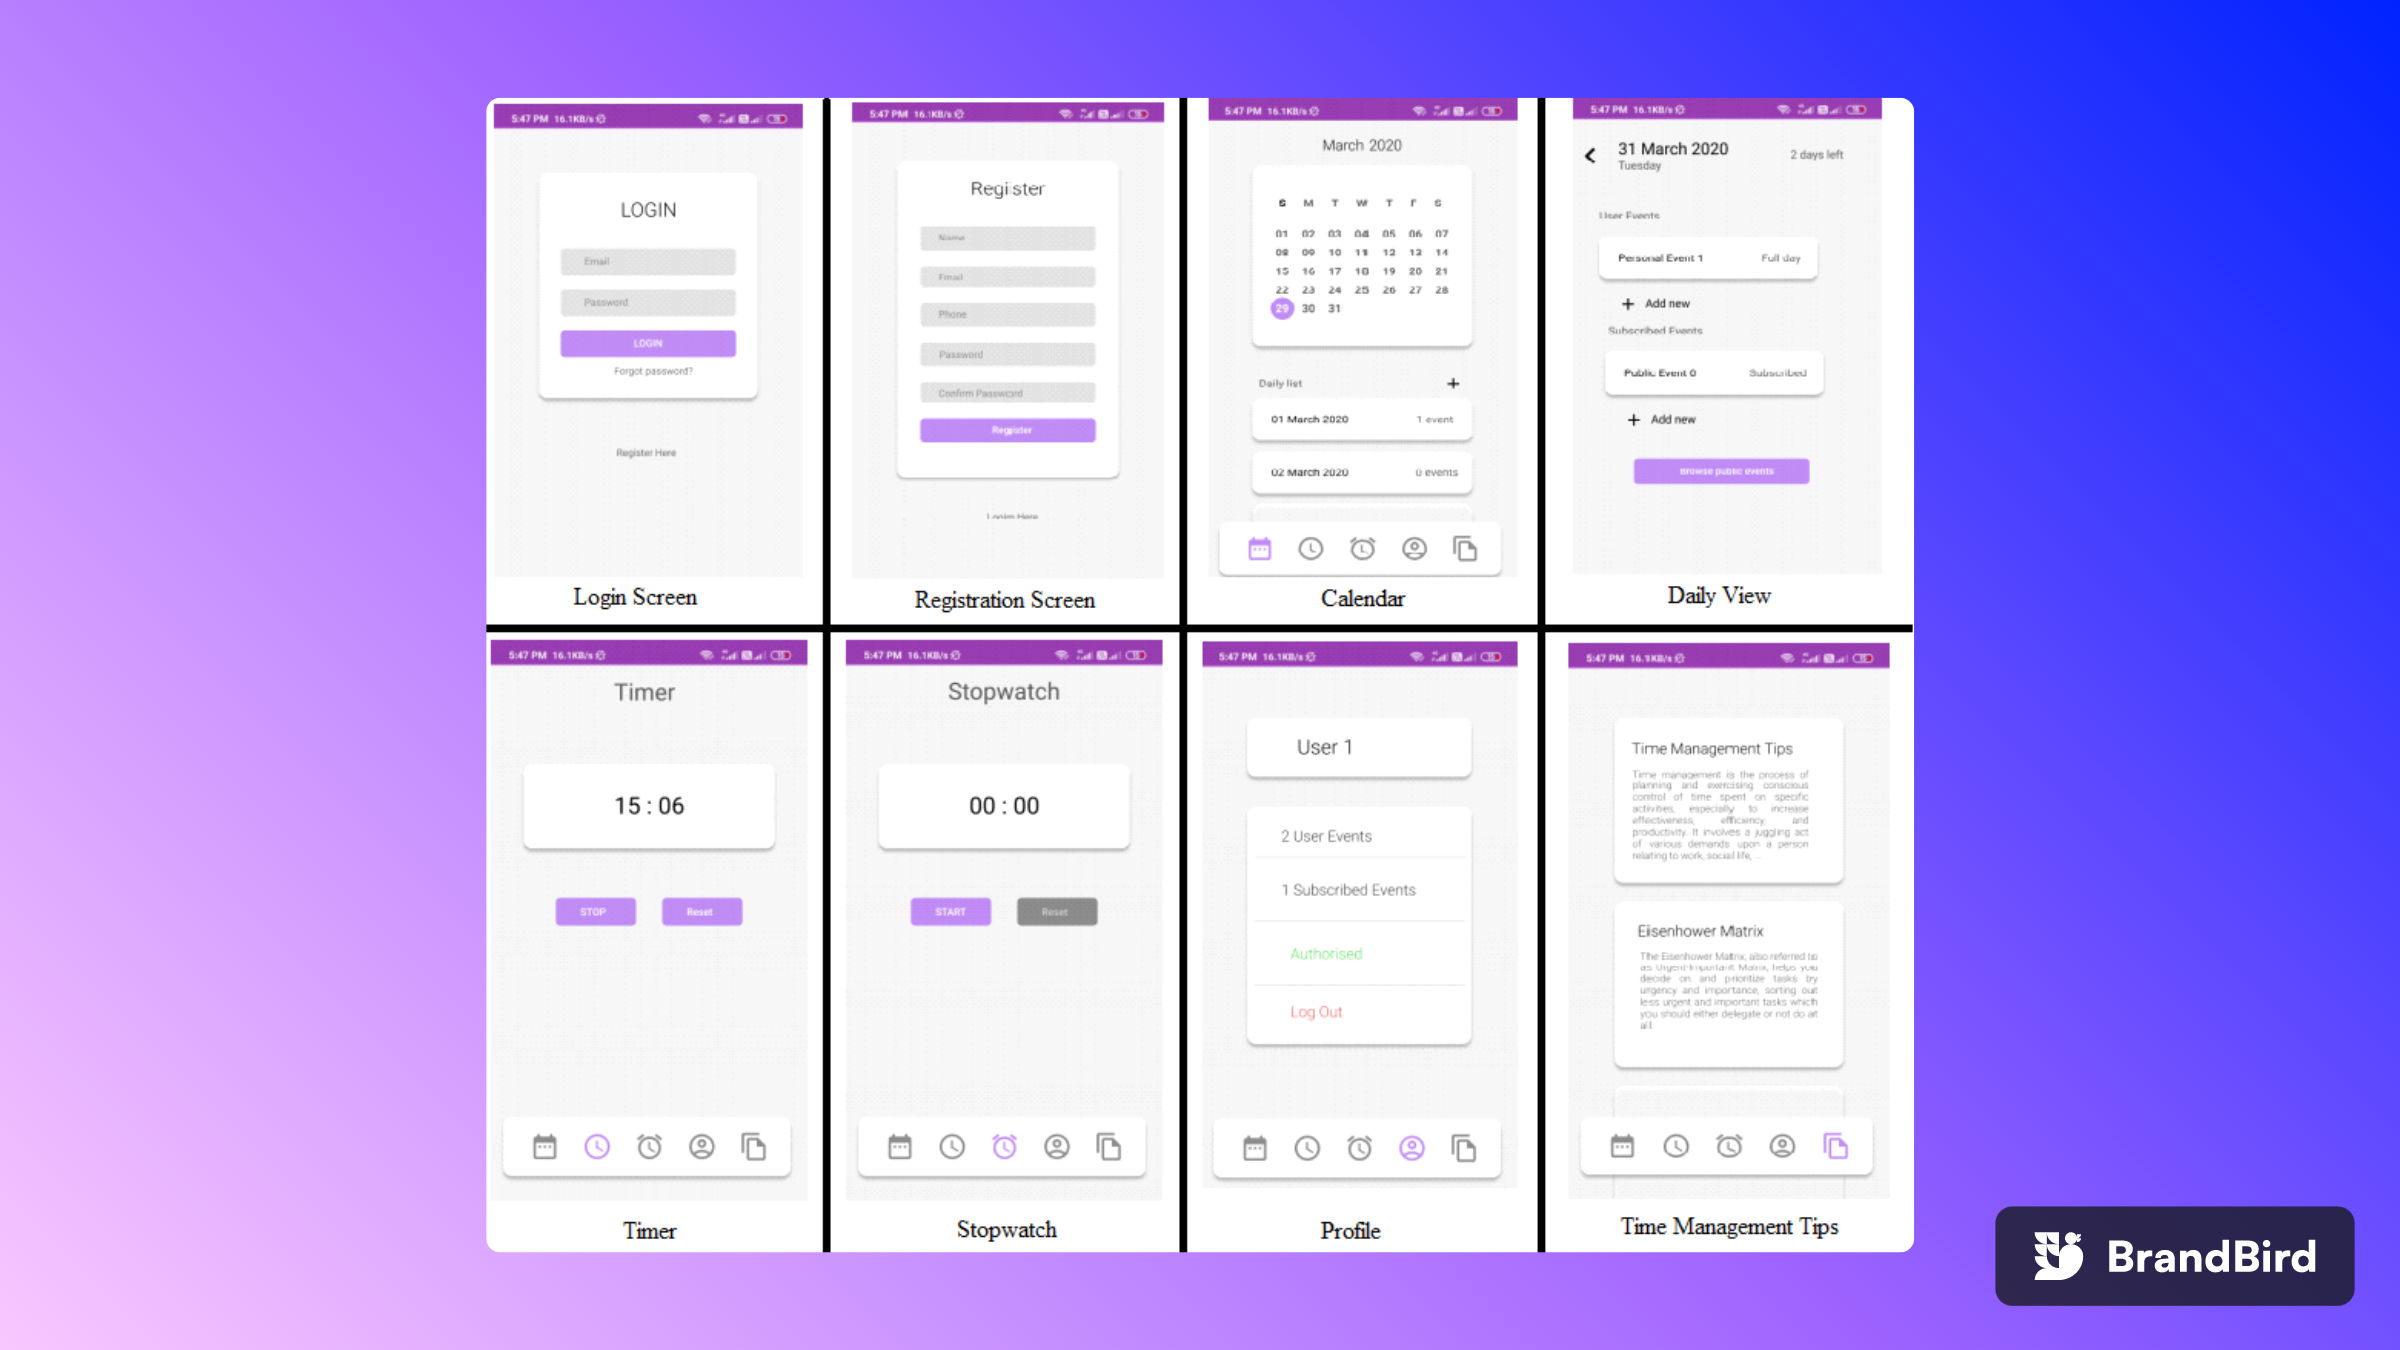 5:47 PM 16.1KB/s
LOGIN
Email
Password
LOGIN
Forgot password?
Register Here
Login Screen
5:47 PM 16.1KB/s
Register
Name
Email
Phone
Password
Confirm Password
Register
Login Here
Registration Screen
5:47 PM 16.1KB/s
March 2020
S M T W T F S
01 02 03 04 05 06 07
08 09 10 11 12 13 14
15 16 17 18 19 20 21
22 23 24 25 26 27 28
29 30 31
Daily list +
01 March 2020 1 event
02 March 2020 0 events
Calendar
5:47 PM 16.1KB/s
31 March 2020
Tuesday
2 days left
User Events
Personal Event 1 Full day
+ Add new
Subscribed Events
Public Event 0 Subscribed
+ Add new
Browse public events
Daily View
5:47 PM 16.1KB/s
Timer
15 : 06
STOP Reset
Timer
5:47 PM 16.1KB/s
Stopwatch
00 : 00
START Reset
Stopwatch
5:47 PM 16.1KB/s
User 1
2 User Events
1 Subscribed Events
Authorised
Log Out
Profile
5:47 PM 16.1KB/s
Time Management Tips
Time management is the process of
planning and exercising conscious
control of time spent on specific
activities, especially to increase
effectiveness, efficiency, and
productivity. It involves a juggling act
of various demands upon a person
relating to work, social life, ...
Eisenhower Matrix
The Eisenhower Matrix, also referred to
as Urgent-Important Matrix, helps you
decide on and prioritize tasks by
urgency and importance, sorting out
less urgent and important tasks which
you should either delegate or not do at
all.
Time Management Tips
BrandBird